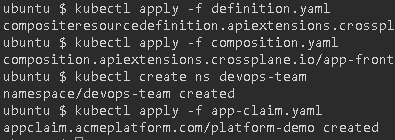 ubuntu $ kubectl apply -f definition.yaml
compositeresourcedefinition.apiextensions.crosspl
ubuntu $ kubectl apply -f composition.yaml
composition.apiextensions.crossplane.io/app-front
ubuntu $ kubectl create ns devops-team
namespace/devops-team created
ubuntu $ kubectl apply -f app-claim.yaml
appclaim.acmeplatform.com/platform-demo created